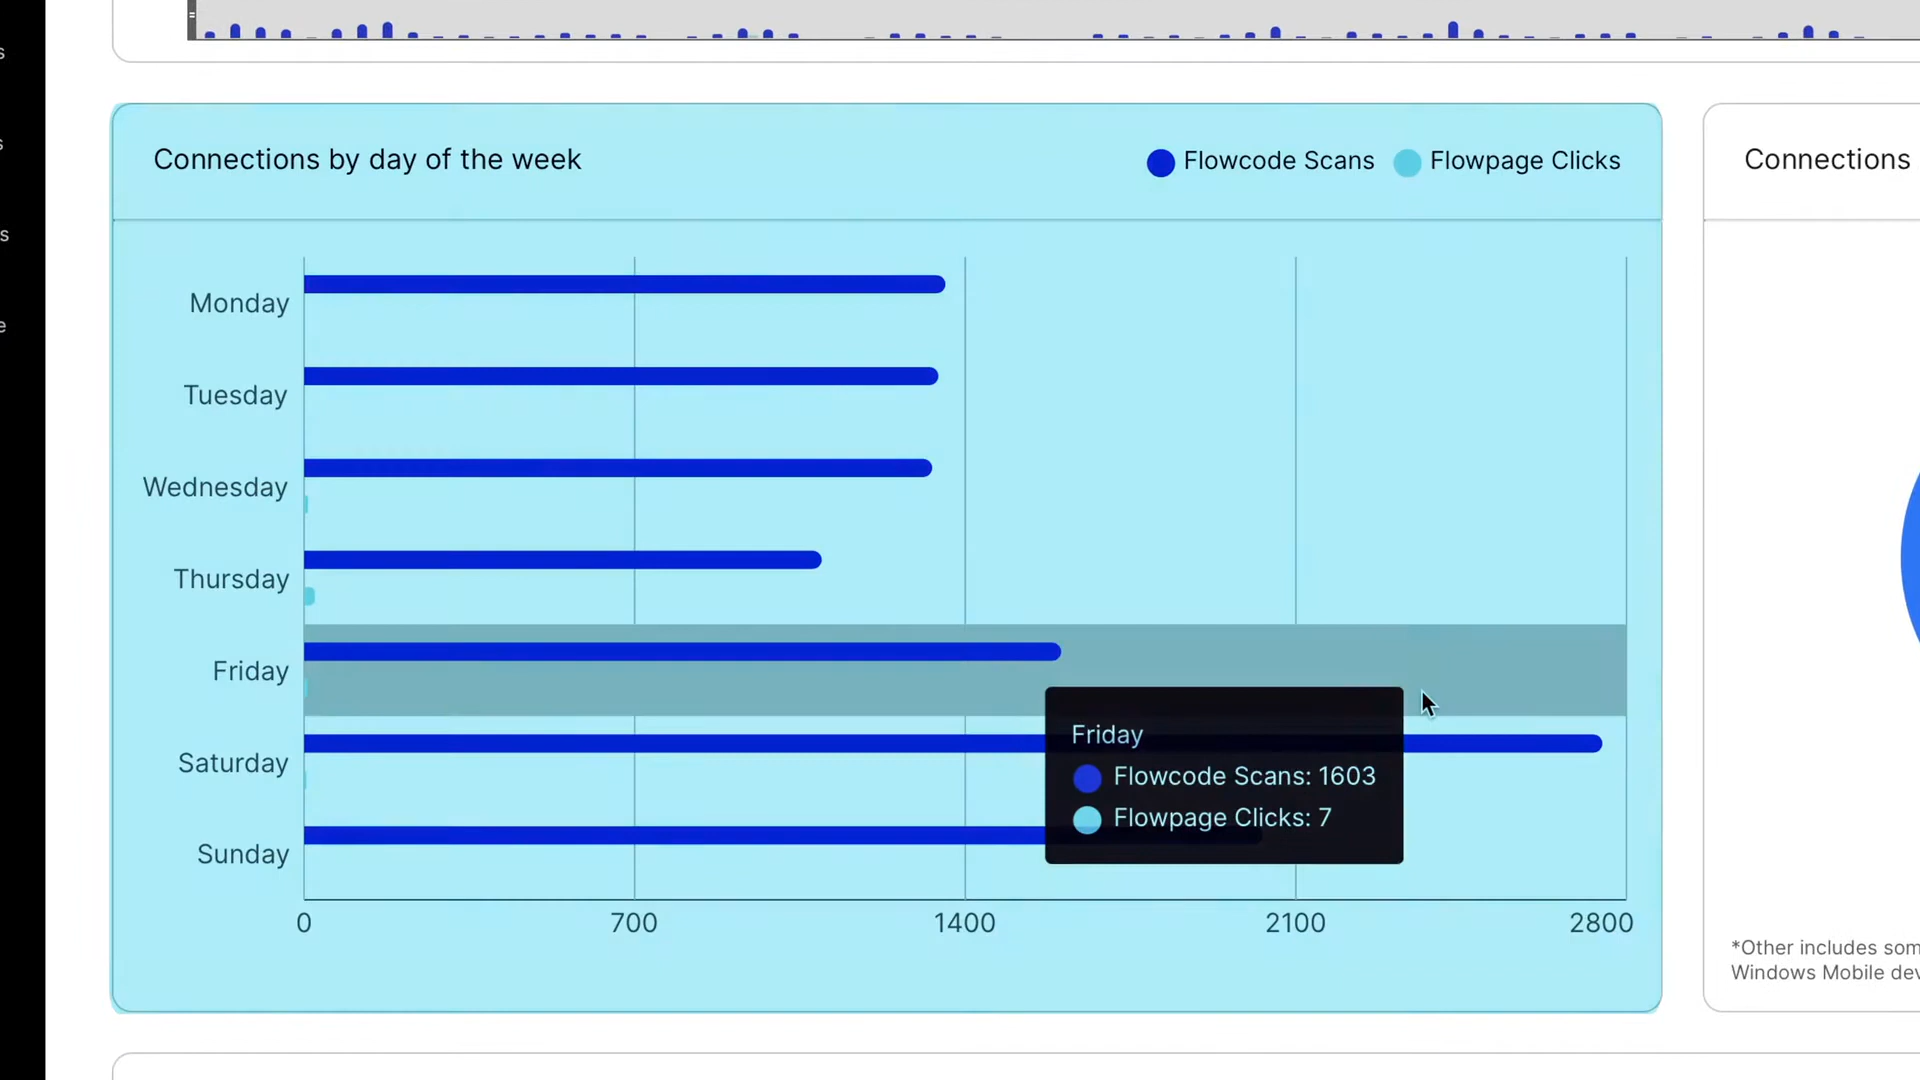 s
s
s
e
Connections by day of the week
Flowcode Scans
Flowpage Clicks
Monday
Tuesday
Wednesday
Thursday
Friday
Saturday
Sunday
0
700
1400
2100
2800
Friday
Flowcode Scans: 1603
Flowpage Clicks: 7
Connections
*Other includes som
Windows Mobile dev